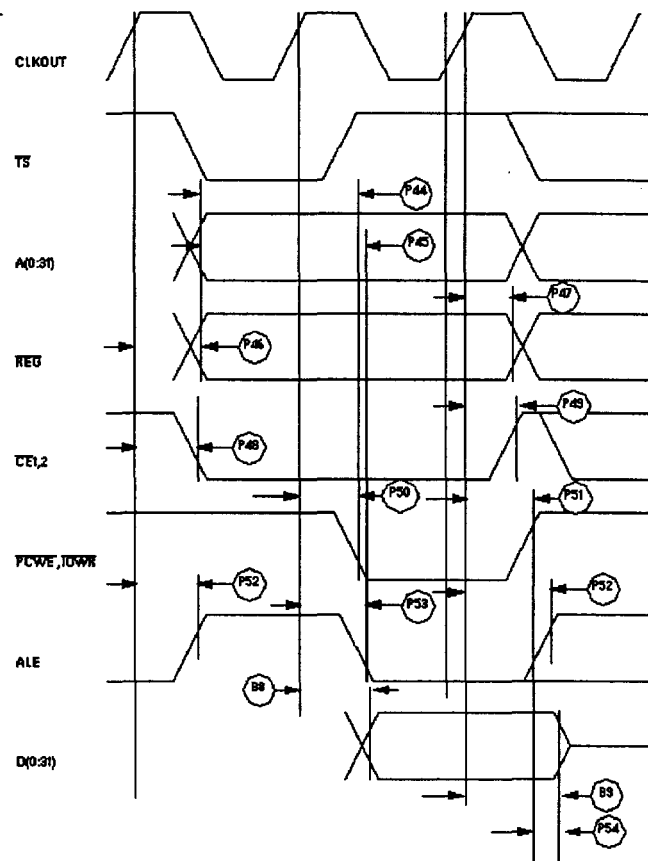 CLKOUT
TS
P44
P45
A(0:31)
P47
P46
REG
P49
P48
CE1,2
P50
P51
PCWE, IOWR
P52
P53
P52
ALE
B8
D(0:31)
B9
P54